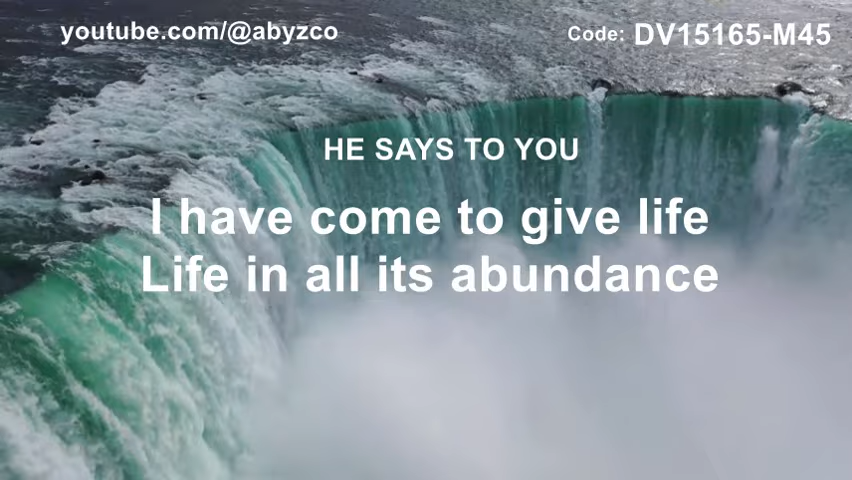 youtube.com/@abyzco
Code: DV15165-M45
HE SAYS TO YOU
I have come to give life
Life in all its abundance